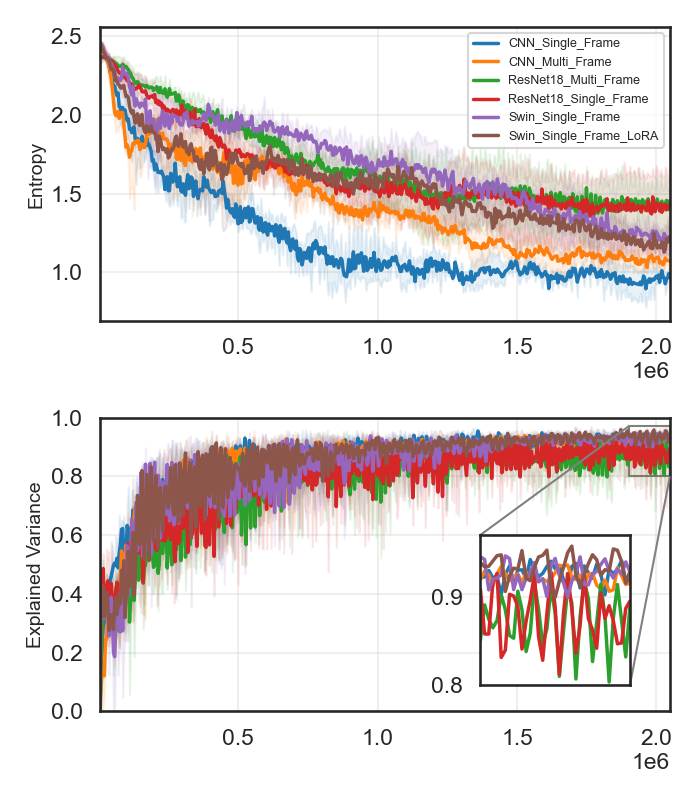 2.5
2.0
1.5
1.0
Entropy
CNN_Single_Frame
CNN_Multi_Frame
ResNet18_Multi_Frame
ResNet18_Single_Frame
Swin_Single_Frame
Swin_Single_Frame_LoRA
0.5 1.0 1.5 2.0
1e6
1.0
0.8
0.6
0.4
0.2
0.0
Explained Variance
0.9
0.8
0.5 1.0 1.5 2.0
1e6